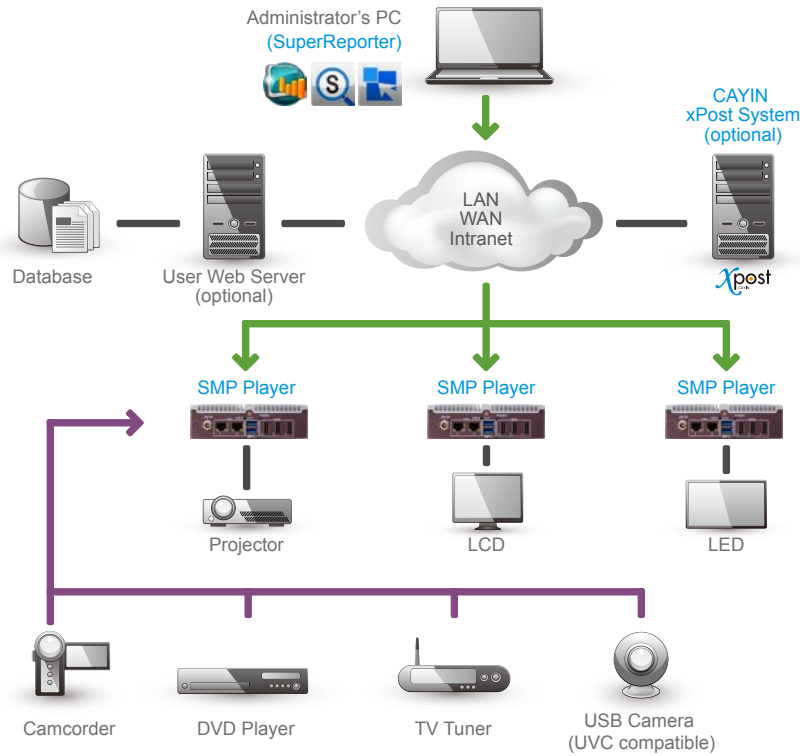 Administrator's PC
(SuperReporter)
S
CAYIN
xPost System
(optional)
LAN
WAN
Intranet
Database
User Web Server
(optional)
Xpost
CAYIN
SMP Player
SMP Player
SMP Player
Projector
LCD
LED
Camcorder
DVD Player
TV Tuner
USB Camera
(UVC compatible)